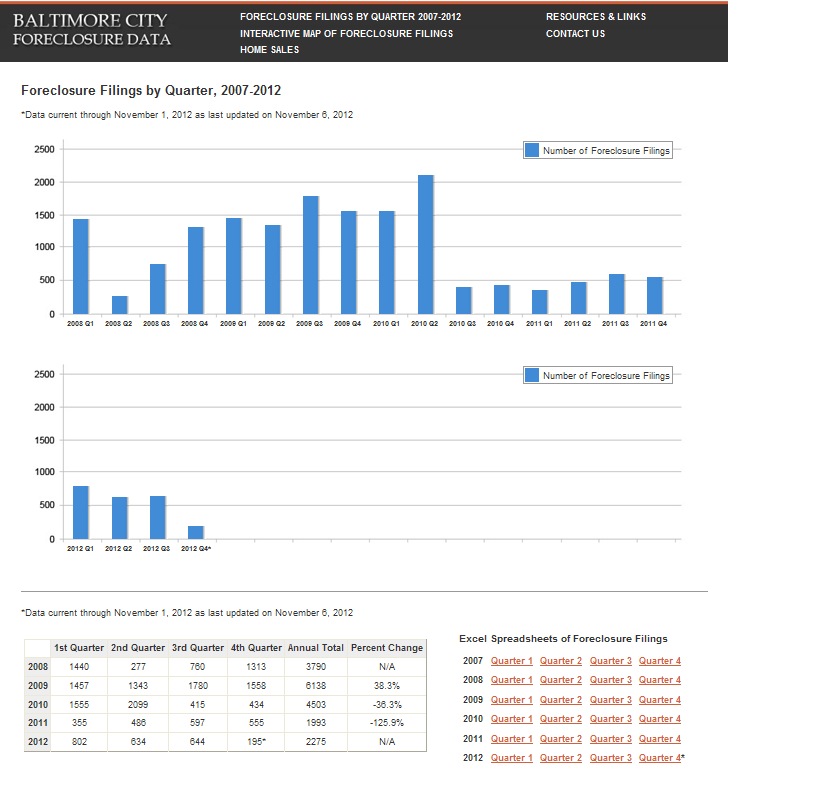 BALTIMORE CITY
FORECLOSURE DATA
FORECLOSURE FILINGS BY QUARTER 2007-2012
INTERACTIVE MAP OF FORECLOSURE FILINGS
HOME SALES
RESOURCES & LINKS
CONTACT US
Foreclosure Filings by Quarter, 2007-2012
*Data current through November 1, 2012 as last updated on November 6, 2012
Number of Foreclosure Filings
2500
2000
1500
1000
500
0
2008 Q1 2008 Q2 2008 Q3 2008 Q4 2009 Q1 2009 Q2 2009 Q3 2009 Q4 2010 Q1 2010 Q2 2010 Q3 2010 Q4 2011 Q1 2011 Q2 2011 Q3 2011 Q4
Number of Foreclosure Filings
2500
2000
1500
1000
500
0
2012 Q1 2012 Q2 2012 Q3 2012 Q4*
*Data current through November 1, 2012 as last updated on November 6, 2012
1st Quarter 2nd Quarter 3rd Quarter 4th Quarter Annual Total Percent Change
2008 1440 277 760 1313 3790 N/A
2009 1457 1343 1780 1558 6138 38.3%
2010 1555 2099 415 434 4503 -36.3%
2011 355 486 597 555 1993 -125.9%
2012 802 634 644 195* 2275 N/A
Excel Spreadsheets of Foreclosure Filings
2007 Quarter 1 Quarter 2 Quarter 3 Quarter 4
2008 Quarter 1 Quarter 2 Quarter 3 Quarter 4
2009 Quarter 1 Quarter 2 Quarter 3 Quarter 4
2010 Quarter 1 Quarter 2 Quarter 3 Quarter 4
2011 Quarter 1 Quarter 2 Quarter 3 Quarter 4
2012 Quarter 1 Quarter 2 Quarter 3 Quarter 4*